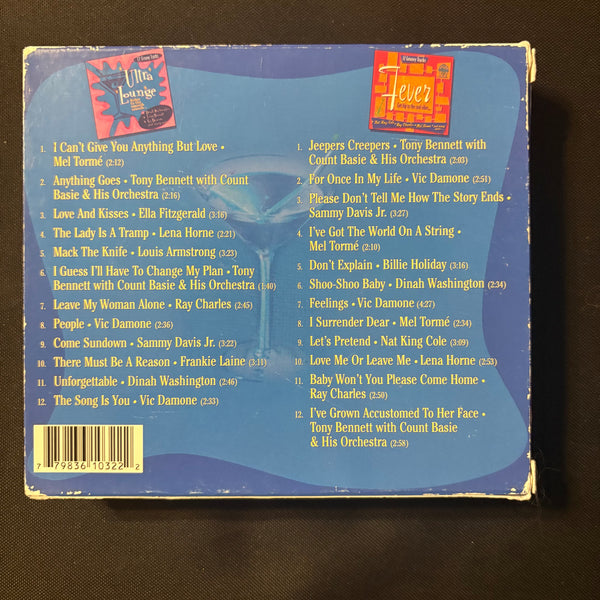 Ultra
Lounge
1. I Can't Give You Anything But Love •
Mel Tormé (2:12)
2. Anything Goes • Tony Bennett with Count
Basie & His Orchestra (2:16)
3. Love And Kisses • Ella Fitzgerald (3:16)
4. The Lady Is A Tramp • Lena Horne (2:21)
5. Mack The Knife • Louis Armstrong (3:23)
6. I Guess I'll Have To Change My Plan • Tony
Bennett with Count Basie & His Orchestra (1:40)
7. Leave My Woman Alone • Ray Charles (2:45)
8. People • Vic Damone (2:36)
9. Come Sundown • Sammy Davis Jr. (3:22)
10. There Must Be A Reason • Frankie Laine (3:11)
11. Unforgettable • Dinah Washington (2:46)
12. The Song Is You • Vic Damone (2:33)
7 79836 10322 2
Fever
1. Jeepers Creepers • Tony Bennett with
Count Basie & His Orchestra (2:03)
2. For Once In My Life • Vic Damone (2:51)
3. Please Don't Tell Me How The Story Ends •
Sammy Davis Jr. (3:27)
4. I've Got The World On A String •
Mel Tormé (2:10)
5. Don't Explain • Billie Holiday (3:16)
6. Shoo-Shoo Baby • Dinah Washington (2:34)
7. Feelings • Vic Damone (4:27)
8. I Surrender Dear • Mel Tormé (2:34)
9. Let's Pretend • Nat King Cole (3:09)
10. Love Me Or Leave Me • Lena Horne (2:53)
11. Baby Won't You Please Come Home •
Ray Charles (2:50)
12. I've Grown Accustomed To Her Face •
Tony Bennett with Count Basie
& His Orchestra (2:58)